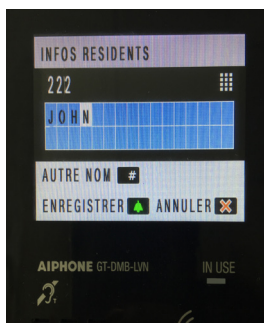 INFOS RESIDENTS
222
JOHN
AUTRE NOM #
ENREGISTRER ANNULER
AIPHONE GT-DMB-LVN IN USE